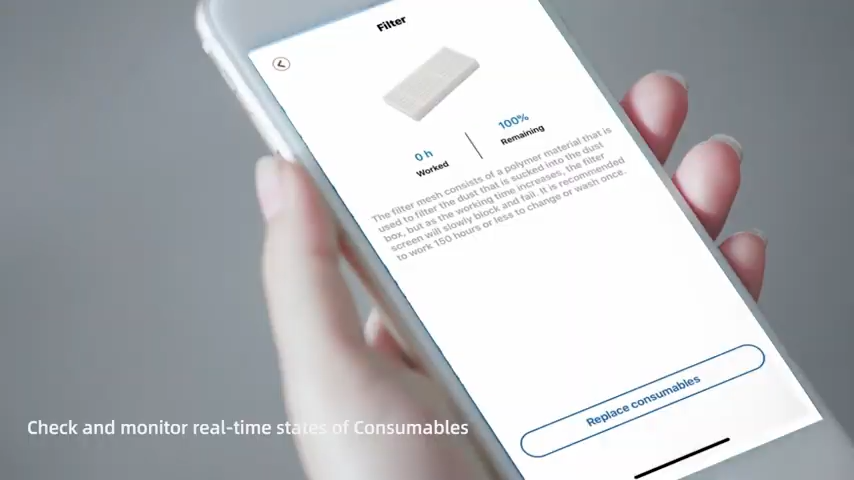 Filter
0 h
Worked
100%
Remaining
The filter mesh consists of a polymer material that is
used to filter the dust that is sucked into the dust
box, but as the working time increases, the filter
screen will slowly block and fail. It is recommended
to work 150 hours or less to change or wash once.
Replace consumables
Check and monitor real-time states of Consumables